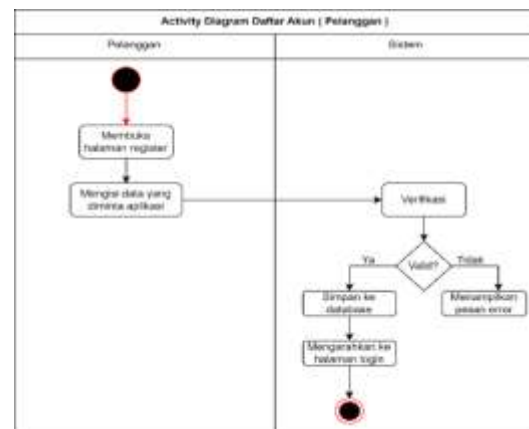 Activity Diagram Daftar Akun ( Pelanggan )
Pelanggan
Sistem
Membuka
halaman register
Mengisi data yang
diminta aplikasi
Verifikasi
Valid?
Ya
Tidak
Simpan ke
database
Menampilkan
pesan error
Mengarahkan ke
halaman login